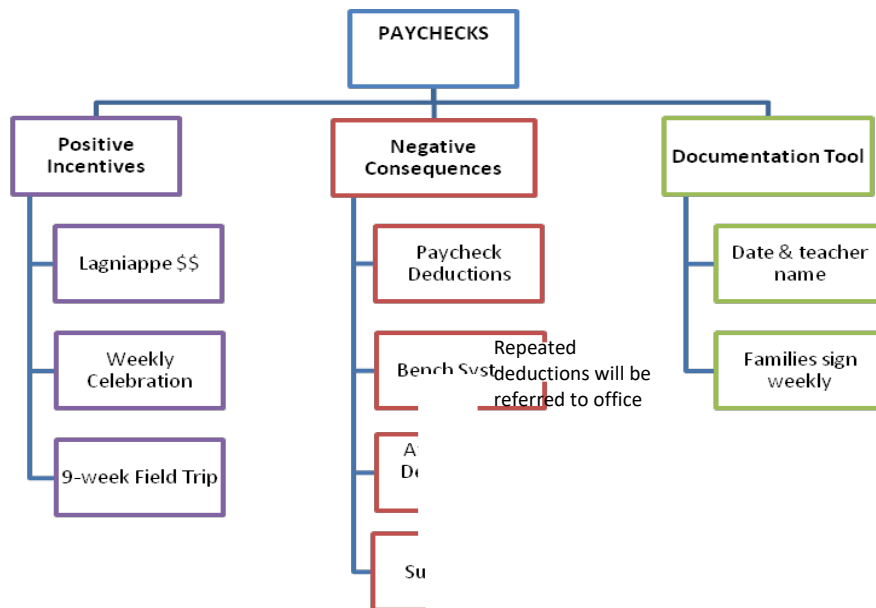 PAYCHECKS
Positive
Incentives
Lagniappe $$
Weekly
Celebration
9-week Field Trip
Negative
Consequences
Paycheck
Deductions
Bench
Repeated
deductions will be
referred to office
Documentation Tool
Date & teacher
name
Families sign
weekly